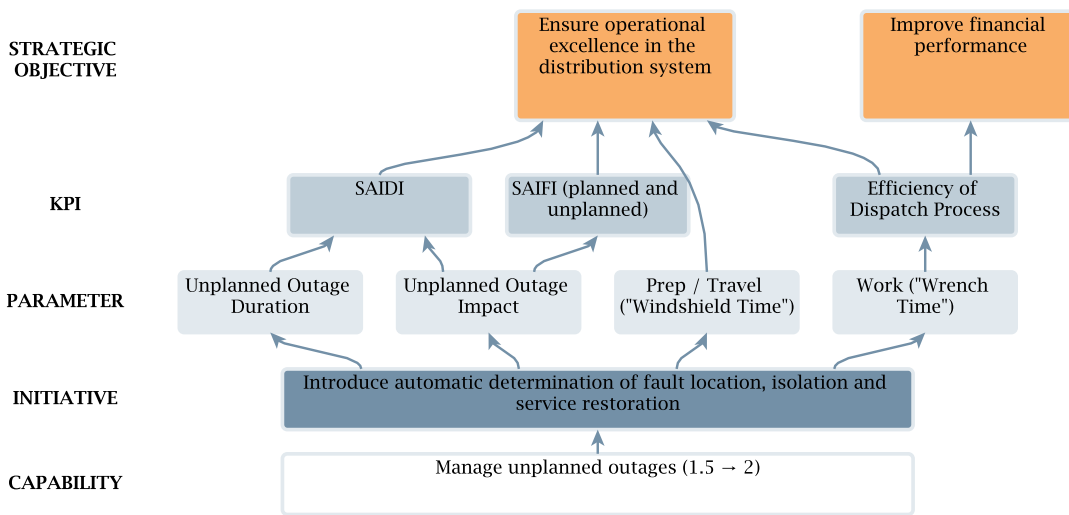 STRATEGIC
OBJECTIVE
Ensure operational
excellence in the
distribution system
Improve financial
performance
KPI
SAIDI
SAIFI (planned and
unplanned)
Efficiency of
Dispatch Process
PARAMETER
Unplanned Outage
Duration
Unplanned Outage
Impact
Prep / Travel
("Windshield Time")
Work ("Wrench
Time")
INITIATIVE
Introduce automatic determination of fault location, isolation and
service restoration
CAPABILITY
Manage unplanned outages (1.5 → 2)